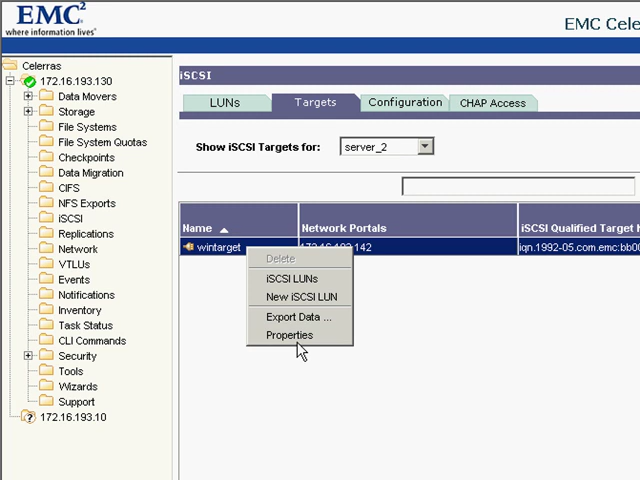 EMC²
where information lives®
EMC Cele
Celerras
172.16.193.130
Data Movers
Storage
File Systems
File System Quotas
Checkpoints
Data Migration
CIFS
NFS Exports
iSCSI
Replications
Network
VTLUs
Events
Notifications
Inventory
Task Status
CLI Commands
Security
Tools
Wizards
Support
172.16.193.10
iSCSI
LUNs
Targets
Configuration
CHAP Access
Show iSCSI Targets for:
server_2
Name
Network Portals
iSCSI Qualified Target N
wintarget
142
iqn.1992-05.com.emc:bb00
Delete
iSCSI LUNs
New iSCSI LUN
Export Data ...
Properties